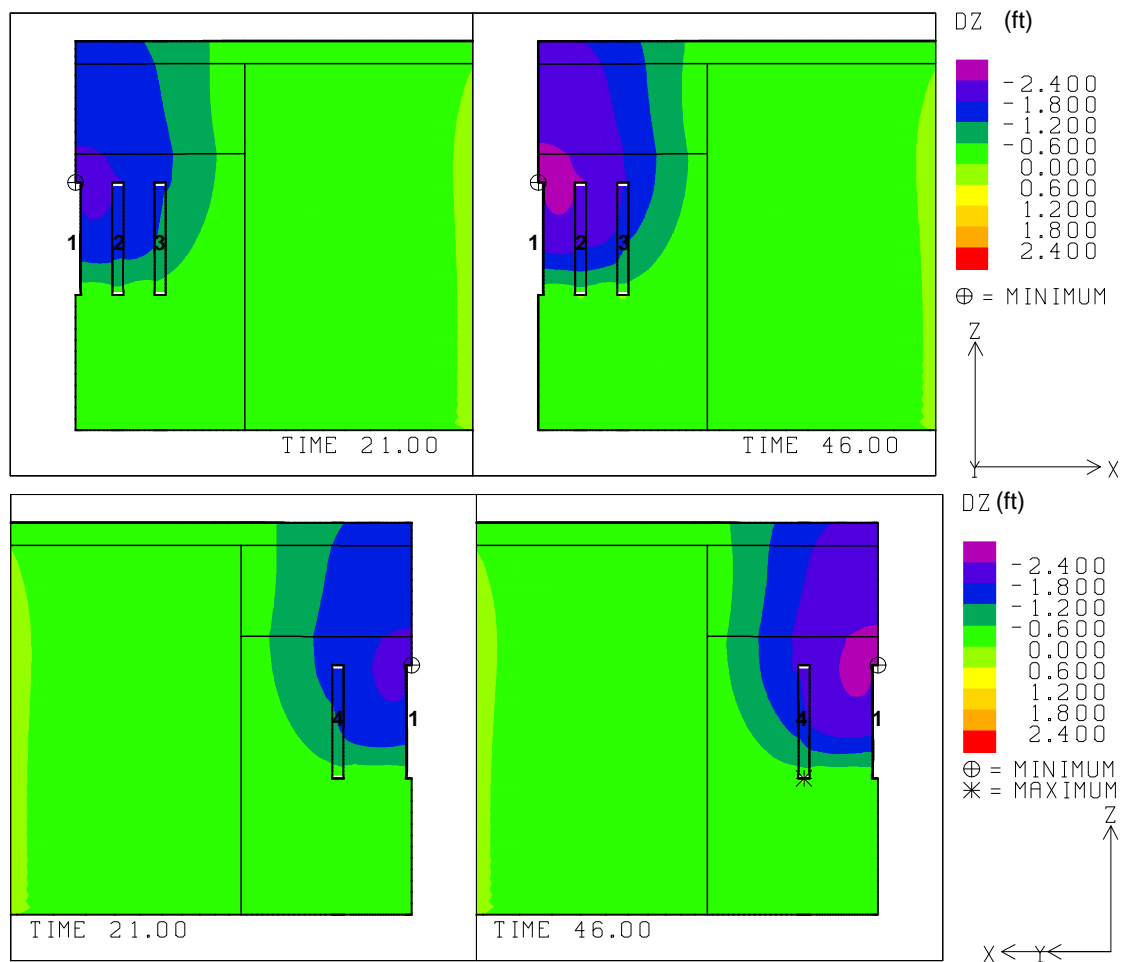 DZ (ft)
-2.400
-1.800
-1.200
-0.600
0.000
0.600
1.200
1.800
2.400
⊕ = MINIMUM
1 2 3
1 2 3
TIME 21.00
TIME 46.00
Z
Y X
DZ (ft)
-2.400
-1.800
-1.200
-0.600
0.000
0.600
1.200
1.800
2.400
⊕ = MINIMUM
* = MAXIMUM
4 1
4 1
TIME 21.00
TIME 46.00
Z
X Y